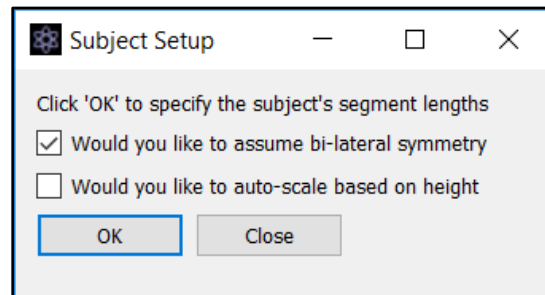 Subject Setup
Click 'OK' to specify the subject's segment lengths
Would you like to assume bi-lateral symmetry
Would you like to auto-scale based on height
OK Close